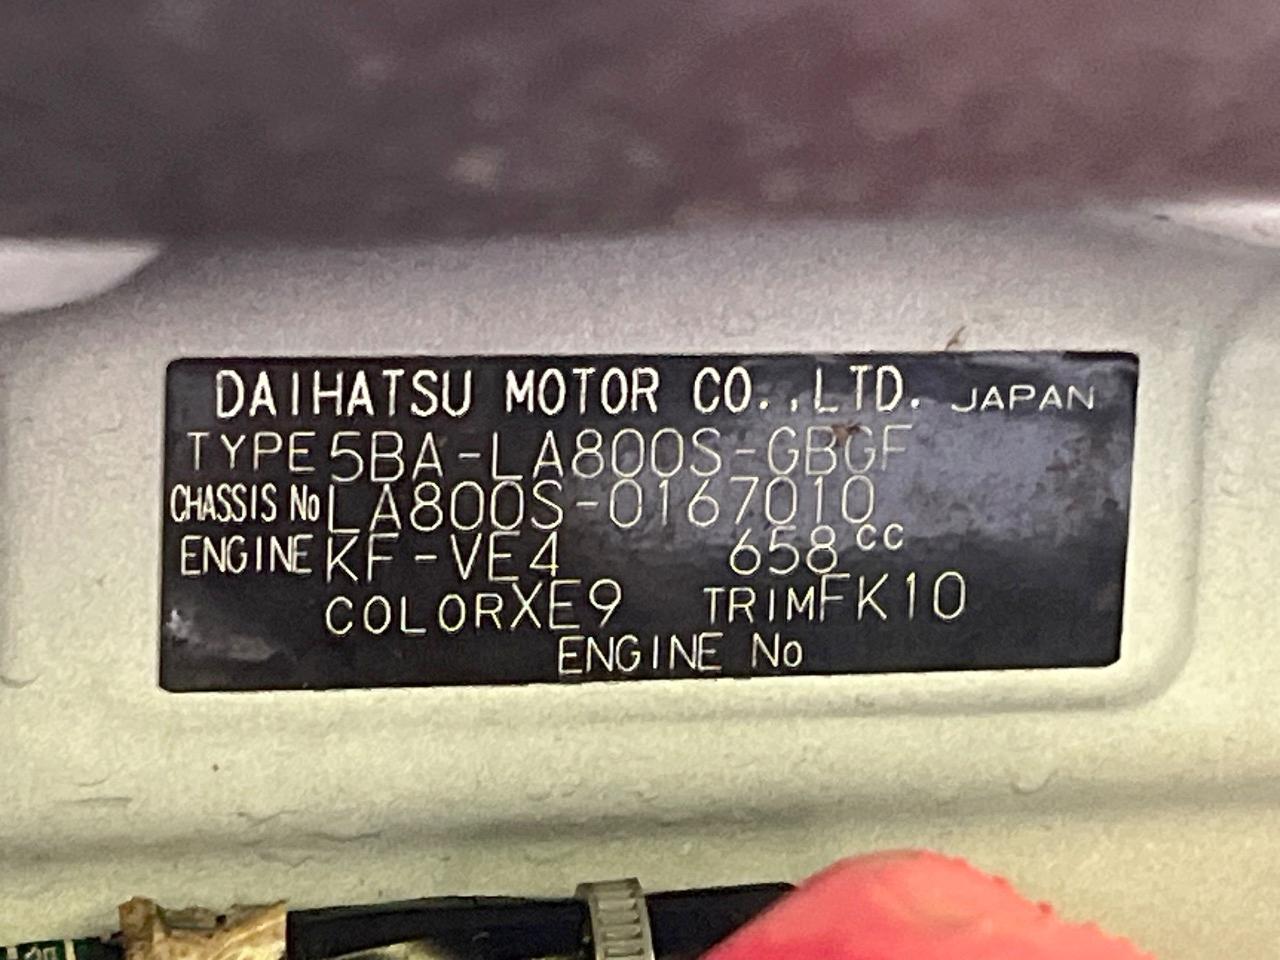 DAIHATSU MOTOR CO.,LTD. JAPAN
TYPE 5BA-LA800S-GBGF
CHASSIS No LA800S-0167010
ENGINE KF-VE4 658cc
COLOR XE9 TRIM FK10
ENGINE No